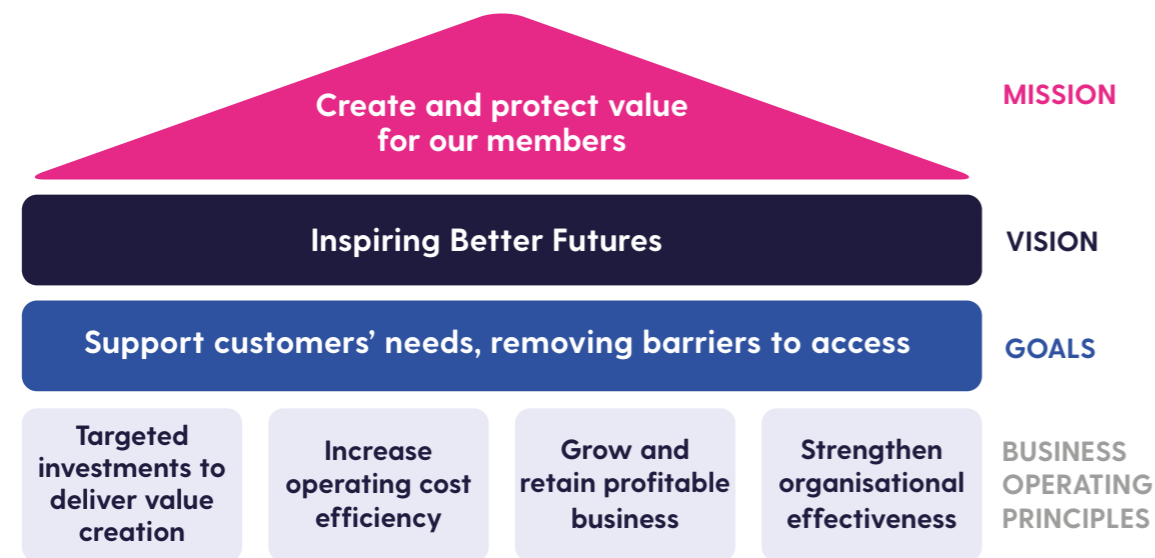 Create and protect value
for our members
MISSION
Inspiring Better Futures
VISION
Support customers’ needs, removing barriers to access
GOALS
Targeted
investments to
deliver value
creation
Increase
operating cost
efficiency
Grow and
retain profitable
business
Strengthen
organisational
effectiveness
BUSINESS
OPERATING
PRINCIPLES